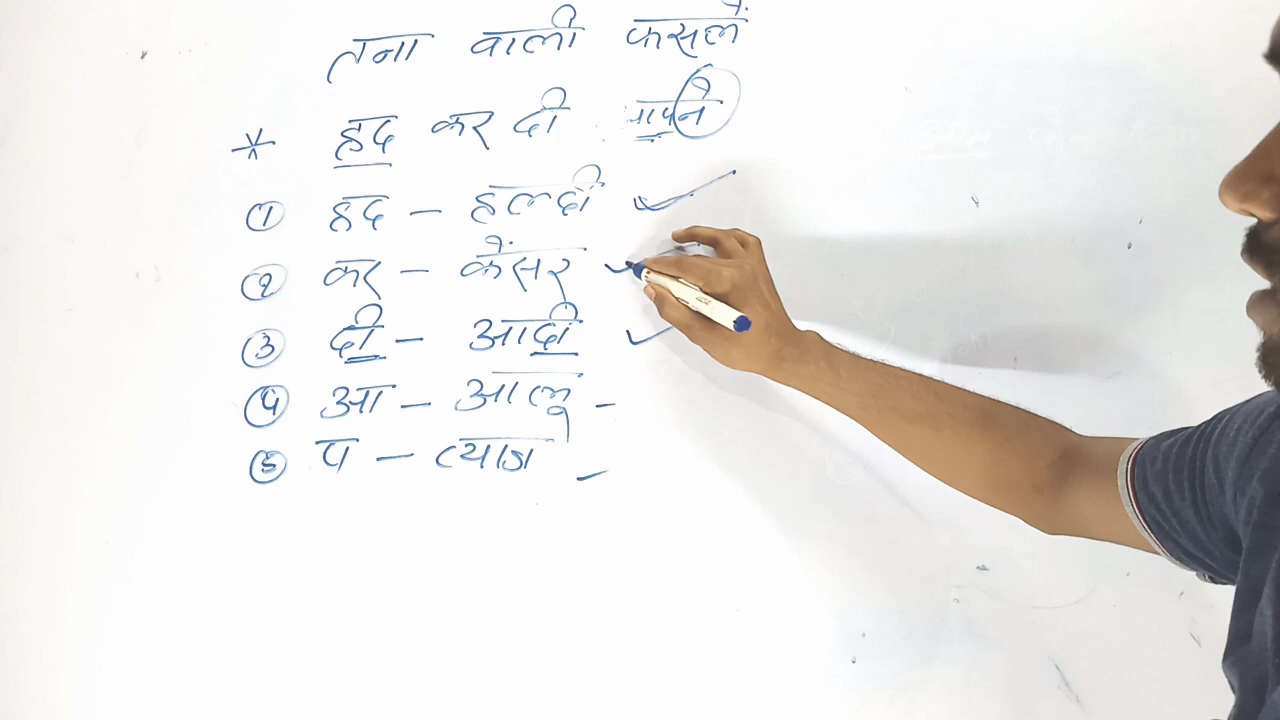 तना वाली फसलें
* हद कर दी आपने
① हद - हल्दी
② कर - केंसर
③ दी - आदी
④ आ - आलू -
⑤ प - प्याज -